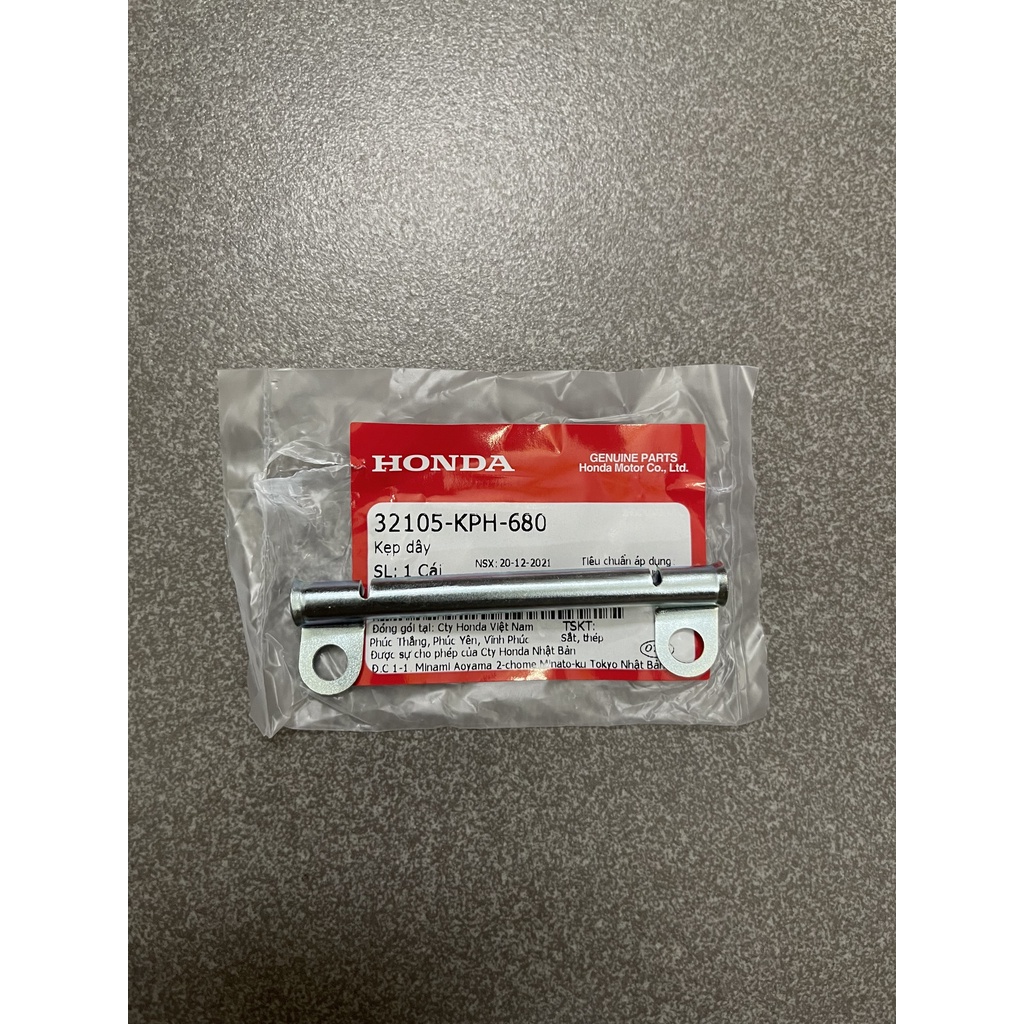 HONDA
GENUINE PARTS
Honda Motor Co., Ltd.
32105-KPH-680
Kẹp dây
SL: 1 Cái
NSX: 20-12-2021
Tiêu chuẩn áp dụng
Đóng gói tại: Cty Honda Việt Nam
TSKT:
Phúc Thắng, Phúc Yên, Vĩnh Phúc
Sắt, thép
Được sự cho phép của Cty Honda Nhật Bản
Đ.C 1-1 Minami Aoyama 2-chome Minato-ku Tokyo Nhật Bản